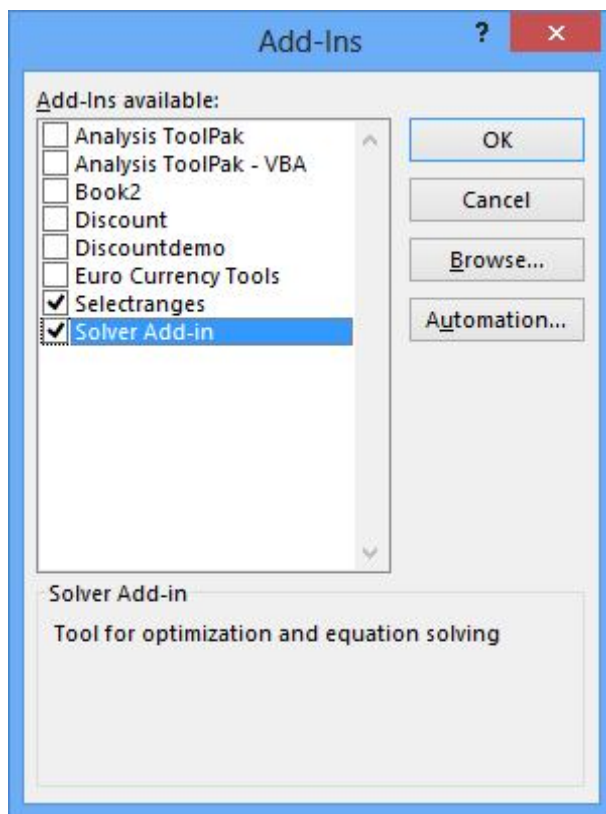 Add-Ins
?
×
Add-Ins available:
Analysis ToolPak
Analysis ToolPak - VBA
Book2
Discount
Discountdemo
Euro Currency Tools
Selectranges
Solver Add-in
OK
Cancel
Browse...
Automation...
Solver Add-in
Tool for optimization and equation solving